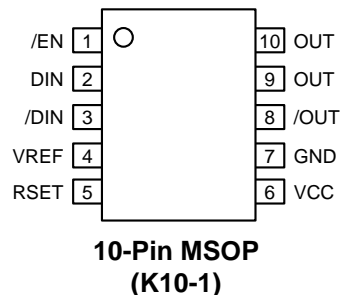 /EN 1 10 OUT
DIN 2 9 OUT
/DIN 3 8 /OUT
VREF 4 7 GND
RSET 5 6 VCC
10-Pin MSOP
(K10-1)